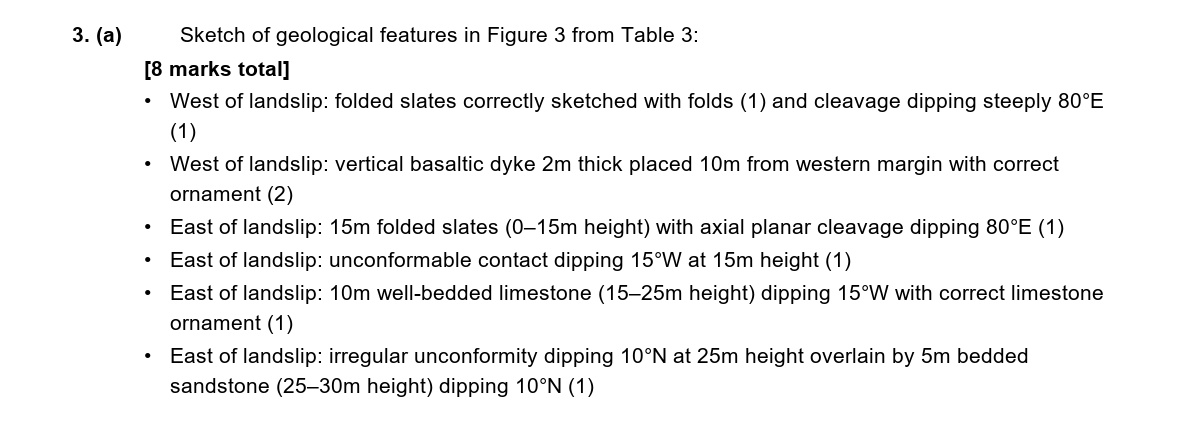 3. (a) Sketch of geological features in Figure 3 from Table 3:
[8 marks total]
• West of landslip: folded slates correctly sketched with folds (1) and cleavage dipping steeply 80°E
(1)
• West of landslip: vertical basaltic dyke 2m thick placed 10m from western margin with correct
ornament (2)
• East of landslip: 15m folded slates (0–15m height) with axial planar cleavage dipping 80°E (1)
• East of landslip: unconformable contact dipping 15°W at 15m height (1)
• East of landslip: 10m well-bedded limestone (15–25m height) dipping 15°W with correct limestone
ornament (1)
• East of landslip: irregular unconformity dipping 10°N at 25m height overlain by 5m bedded
sandstone (25–30m height) dipping 10°N (1)